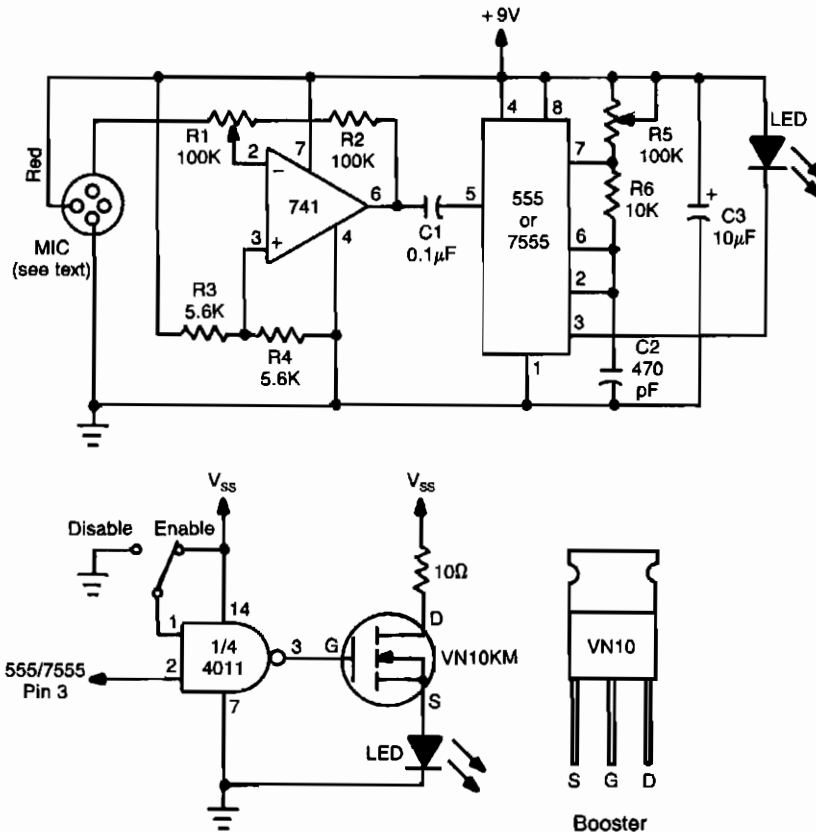 +9V
Red
MIC
(see text)
R1
100K
R2
100K
2
−
7
741
6
3
+
4
R3
5.6K
R4
5.6K
C1
0.1µF
5
4
8
555
or
7555
7
6
2
3
1
R5
100K
R6
10K
C2
470
pF
+
C3
10µF
LED
V_SS
Disable
Enable
14
1
1/4
4011
3
2
7
555/7555
Pin 3
V_SS
10Ω
D
G
VN10KM
S
LED
VN10
S G D
Booster